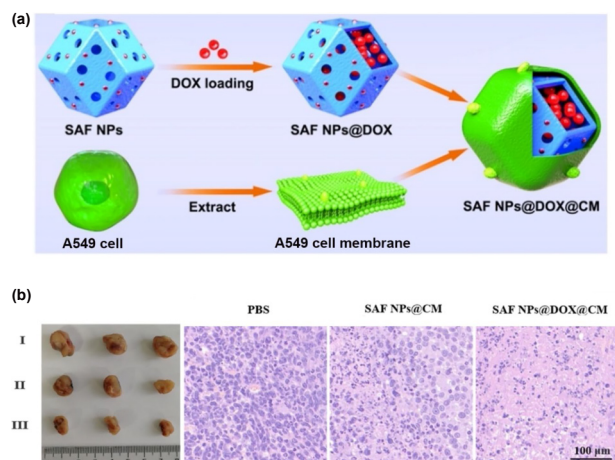 (a)
DOX loading
SAF NPs
SAF NPs@DOX
Extract
SAF NPs@DOX@CM
A549 cell
A549 cell membrane
(b)
PBS
SAF NPs@CM
SAF NPs@DOX@CM
I
II
III
100 μm